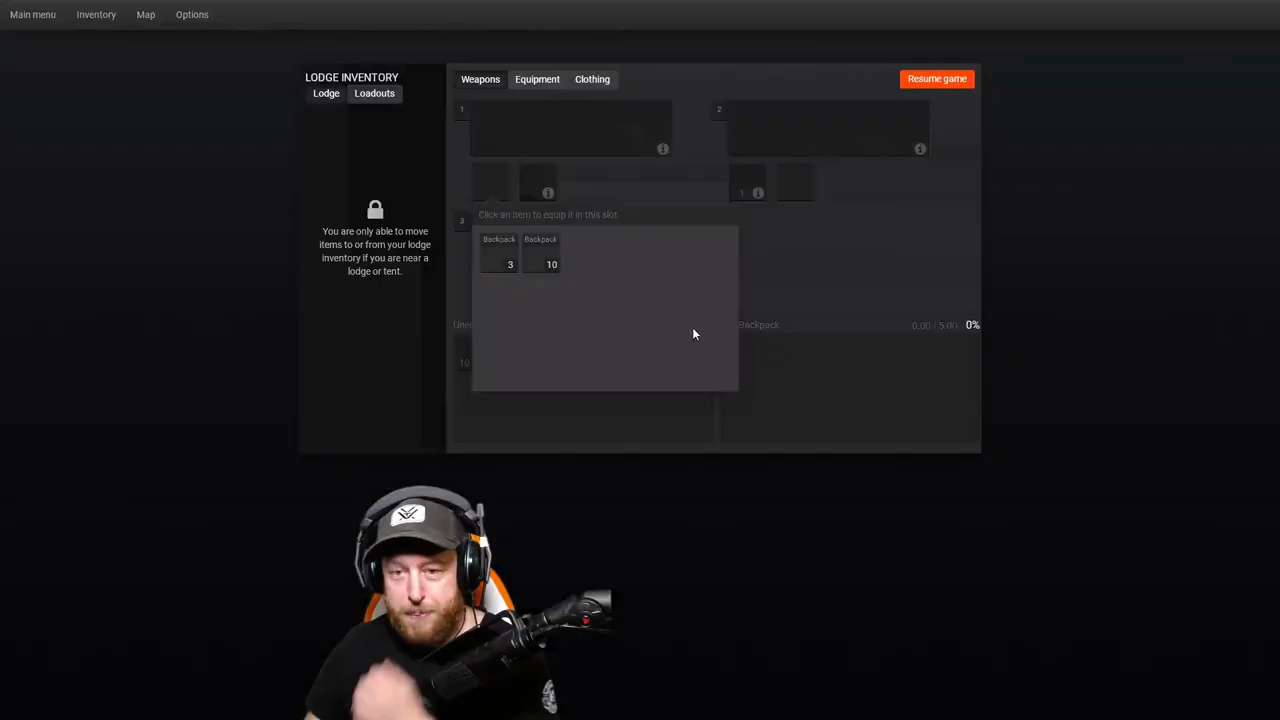 Main menu Inventory Map Options
LODGE INVENTORY
Lodge Loadouts
Weapons Equipment Clothing
Resume game
1
2
1
3
Click an item to equip it in this slot
Backpack Backpack
3 10
You are only able to move
items to or from your lodge
inventory if you are near a
lodge or tent.
Backpack 0.00 / 5.00 0%
10